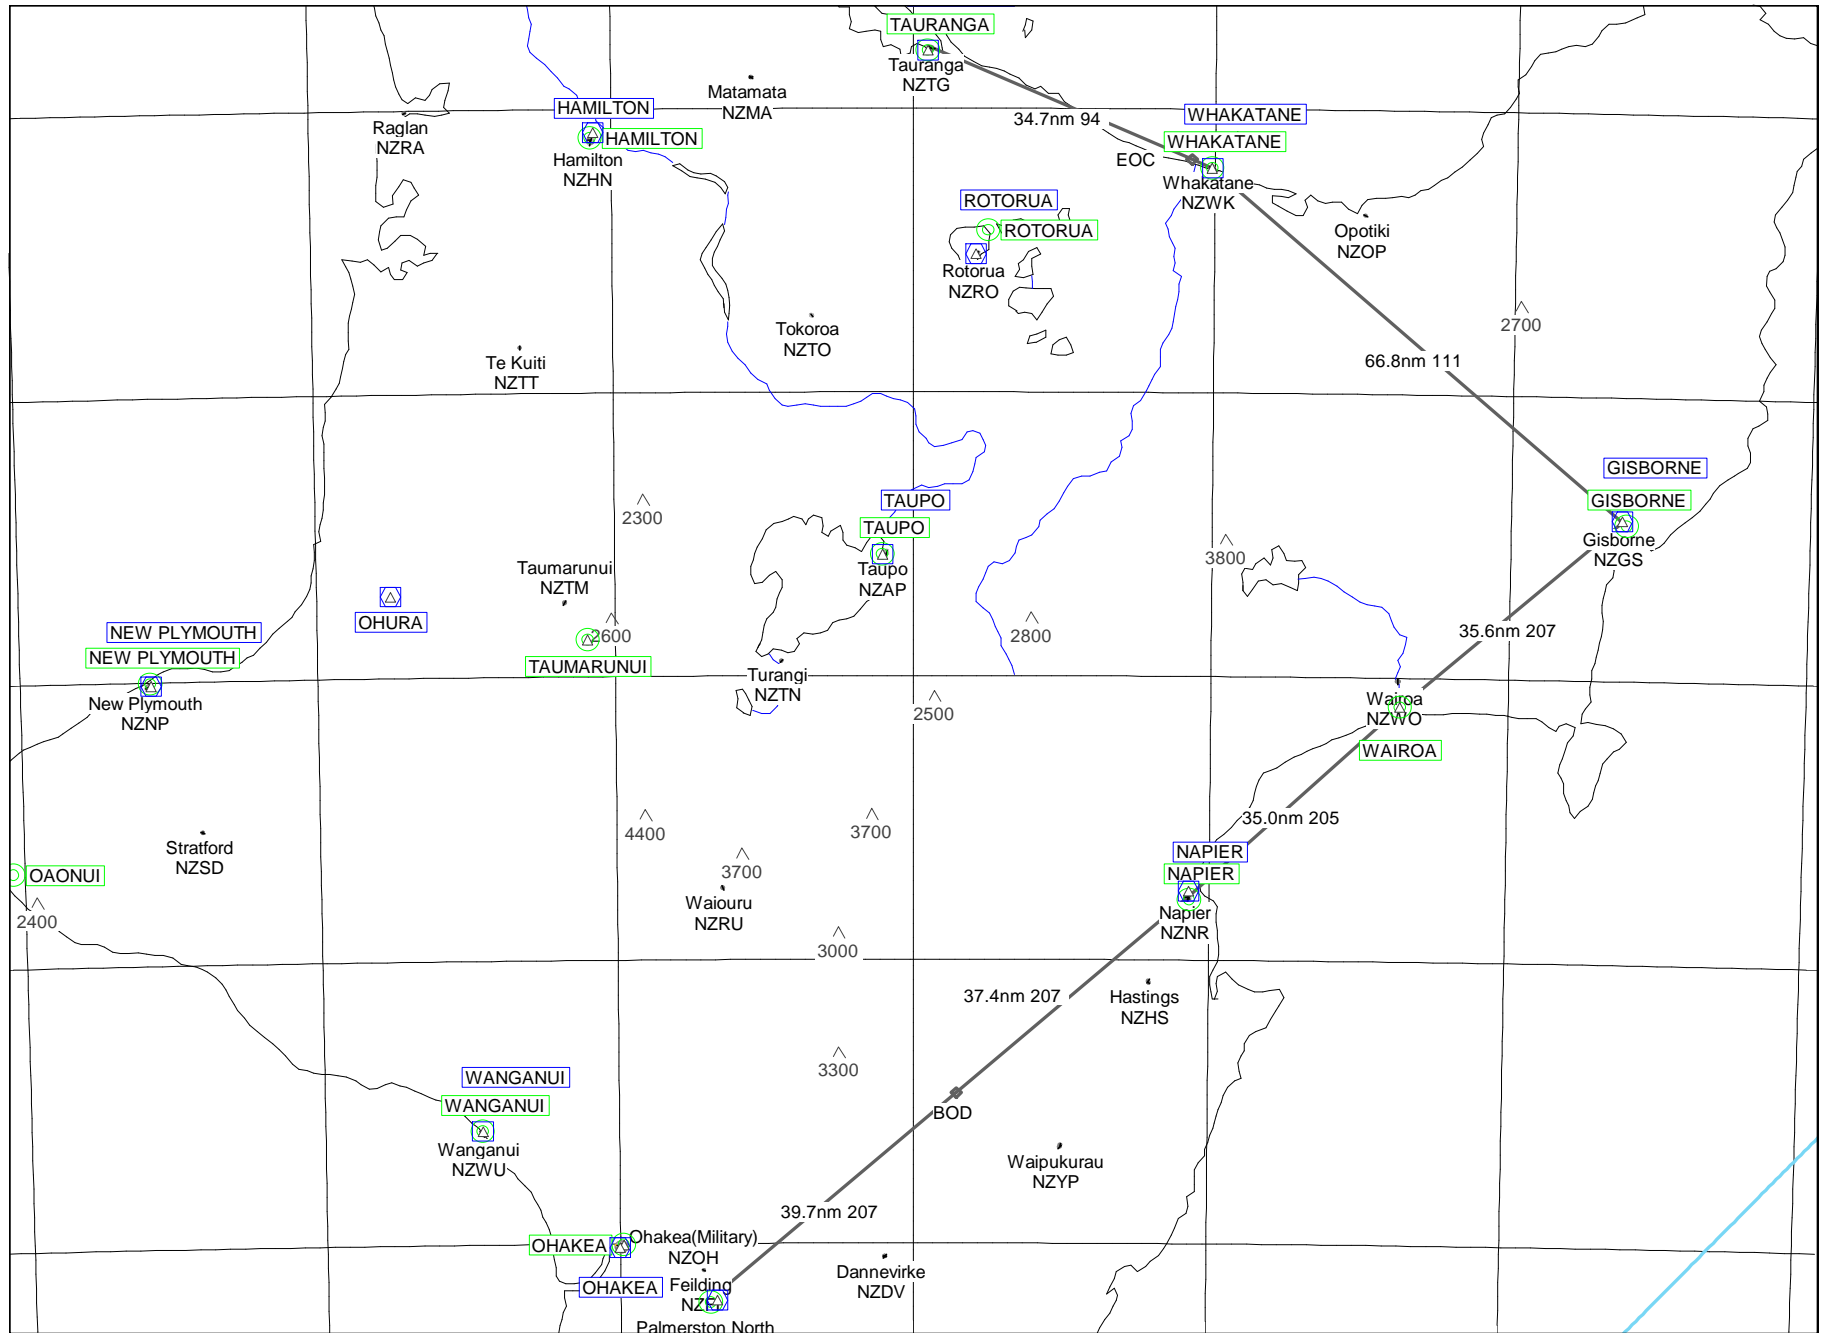 TAURANGA
Tauranga
NZTG
Matamata
NZMA
HAMILTON
HAMILTON
Hamilton
NZHN
Raglan
NZRA
34.7nm 94
WHAKATANE
WHAKATANE
EOC
Whakatane
NZWK
ROTORUA
ROTORUA
Rotorua
NZRO
Opotiki
NZOP
2700
Tokoroa
NZTO
Te Kuiti
NZTT
66.8nm 111
GISBORNE
GISBORNE
Gisborne
NZGS
2300
TAUPO
TAUPO
Taupo
NZAP
3800
Taumarunui
NZTM
OHURA
2600
TAUMARUNUI
NEW PLYMOUTH
NEW PLYMOUTH
New Plymouth
NZNP
2800
35.6nm 207
Turangi
NZTN
2500
Wairoa
NZWO
WAIROA
35.0nm 205
4400
3700
3700
Stratford
NZSD
OAONUI
2400
Waiouru
NZRU
NAPIER
NAPIER
Napier
NZNR
3000
37.4nm 207
Hastings
NZHS
3300
BOD
WANGANUI
WANGANUI
Wanganui
NZWU
Waipukurau
NZYP
39.7nm 207
OHAKEA
Ohakea(Military)
NZOH
OHAKEA
Feilding
Dannevirke
NZDV
Palmerston North